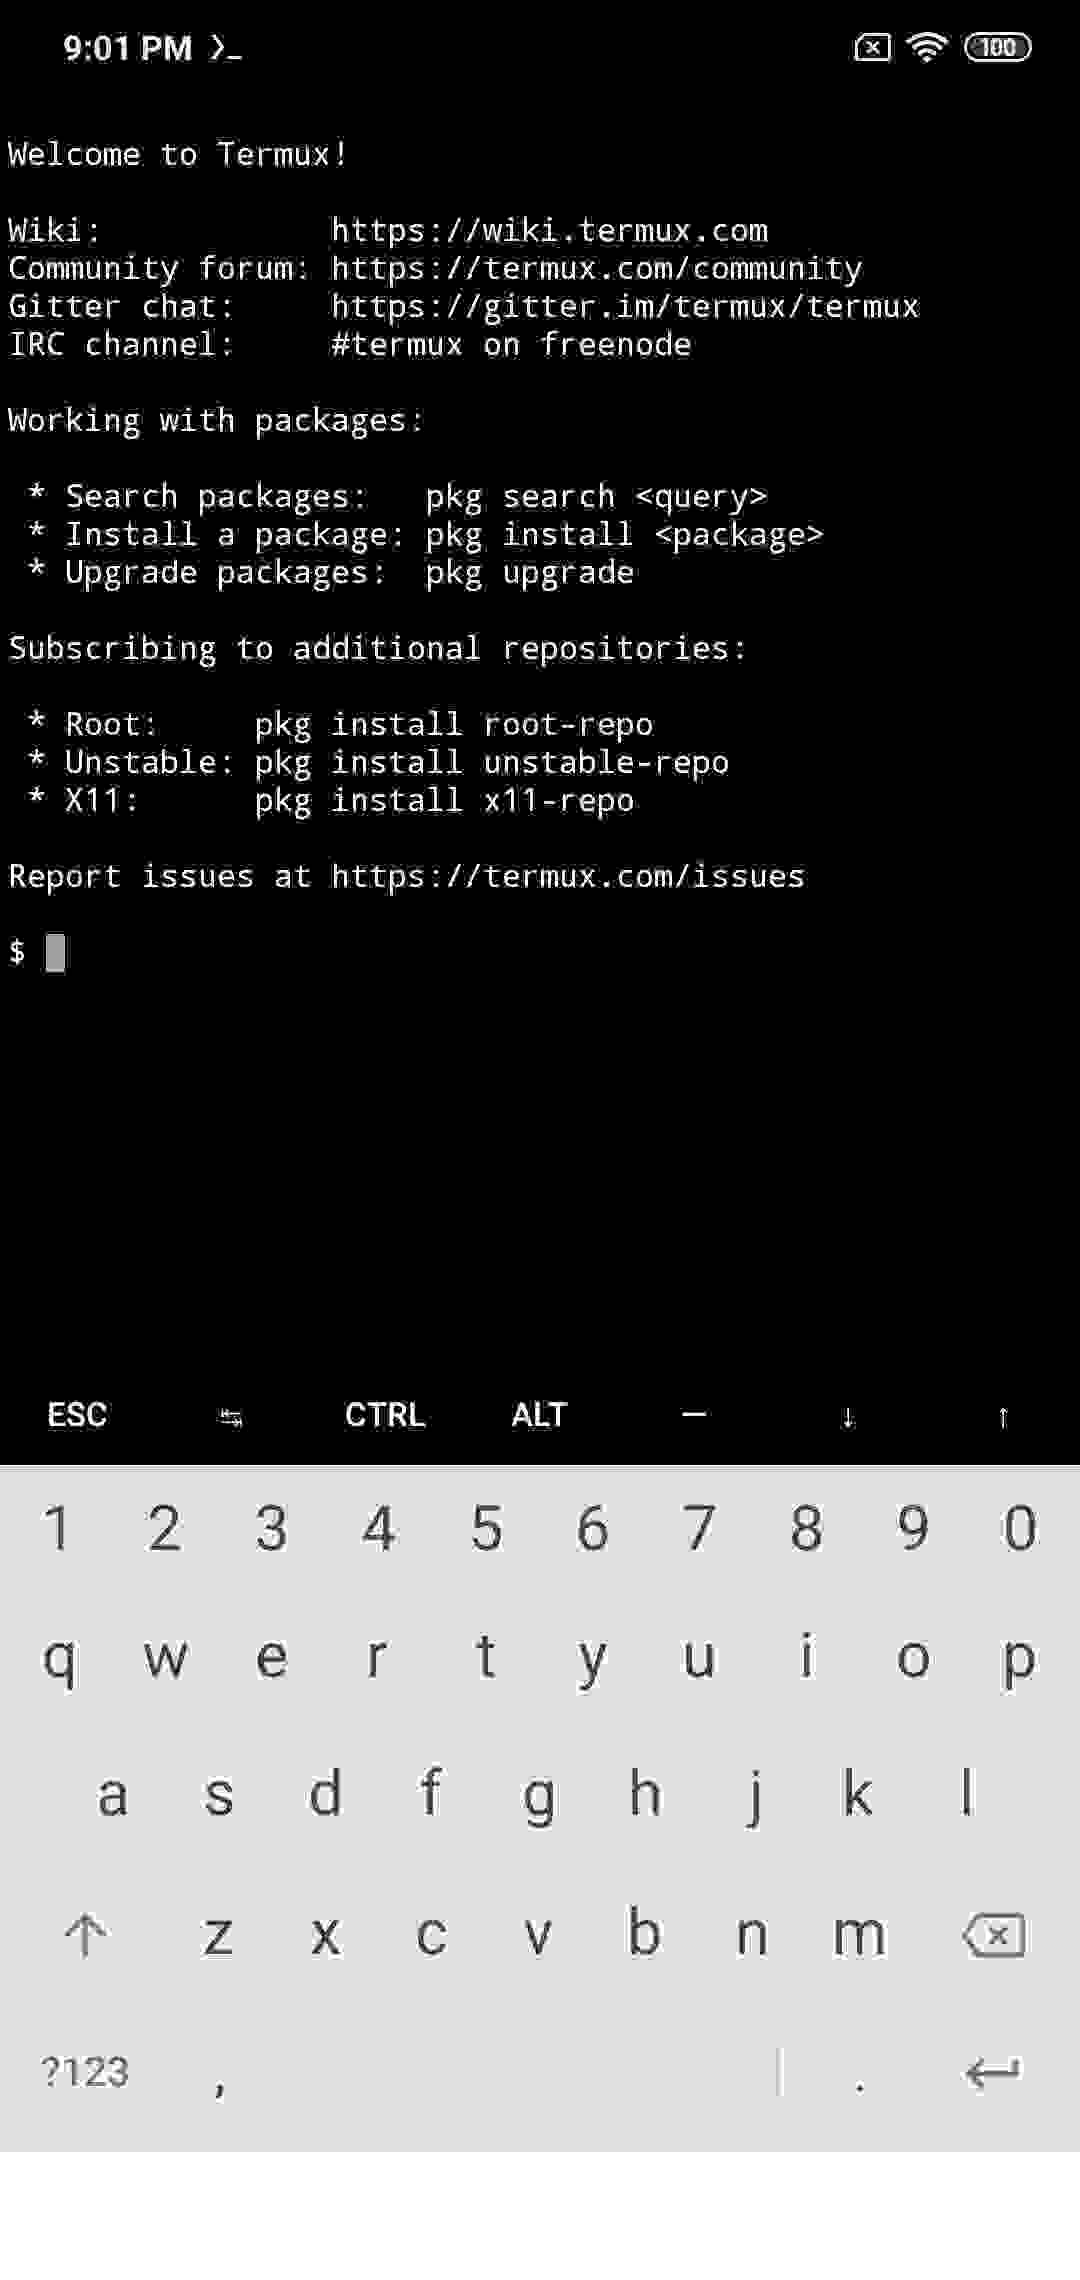 9:01 PM
100
Welcome to Termux!
Wiki: https://wiki.termux.com
Community forum: https://termux.com/community
Gitter chat: https://gitter.im/termux/termux
IRC channel: #termux on freenode
Working with packages:
* Search packages: pkg search <query>
* Install a package: pkg install <package>
* Upgrade packages: pkg upgrade
Subscribing to additional repositories:
* Root: pkg install root-repo
* Unstable: pkg install unstable-repo
* X11: pkg install x11-repo
Report issues at https://termux.com/issues
$
ESC ↹ CTRL ALT — ↓ ↑
1 2 3 4 5 6 7 8 9 0
q w e r t y u i o p
a s d f g h j k l
z x c v b n m
?123 , .